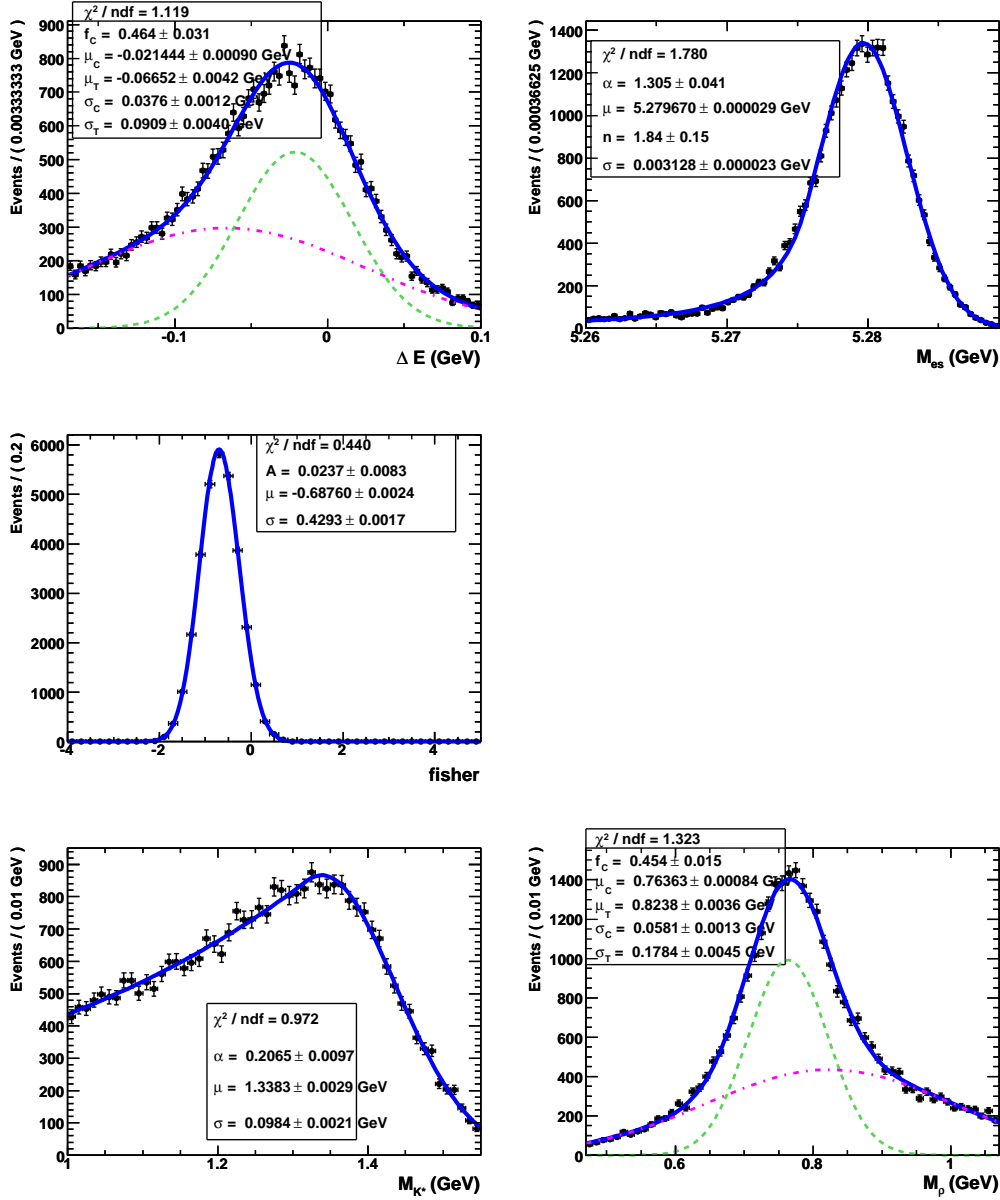 χ² / ndf = 1.119
f_C = 0.464 ± 0.031
μ_C = -0.021444 ± 0.00090 GeV
μ_T = -0.06652 ± 0.0042 GeV
σ_C = 0.0376 ± 0.0012 GeV
σ_T = 0.0909 ± 0.0040 GeV
Events / ( 0.00333333333 GeV )
900
800
700
600
500
400
300
200
100
0
-0.1 0 0.1
Δ E (GeV)
χ² / ndf = 1.780
α = 1.305 ± 0.041
μ = 5.279670 ± 0.000029 GeV
n = 1.84 ± 0.15
σ = 0.003128 ± 0.000023 GeV
Events / ( 0.00036625 GeV )
1400
1200
1000
800
600
400
200
0
5.26 5.27 5.28
M_es (GeV)
χ² / ndf = 0.440
A = 0.0237 ± 0.0083
μ = -0.68760 ± 0.0024
σ = 0.4293 ± 0.0017
Events / ( 0.2 )
6000
5000
4000
3000
2000
1000
0
-4 -2 0 2 4
fisher
Events / ( 0.01 GeV )
900
800
700
600
500
400
300
200
100
0
χ² / ndf = 0.972
α = 0.2065 ± 0.0097
μ = 1.3383 ± 0.0029 GeV
σ = 0.0984 ± 0.0021 GeV
1 1.2 1.4
M_K* (GeV)
χ² / ndf = 1.323
f_C = 0.454 ± 0.015
μ_C = 0.76363 ± 0.00084 GeV
μ_T = 0.8238 ± 0.0036 GeV
σ_C = 0.0581 ± 0.0013 GeV
σ_T = 0.1784 ± 0.0045 GeV
Events / ( 0.01 GeV )
1400
1200
1000
800
600
400
200
0
0.6 0.8 1
M_ρ (GeV)